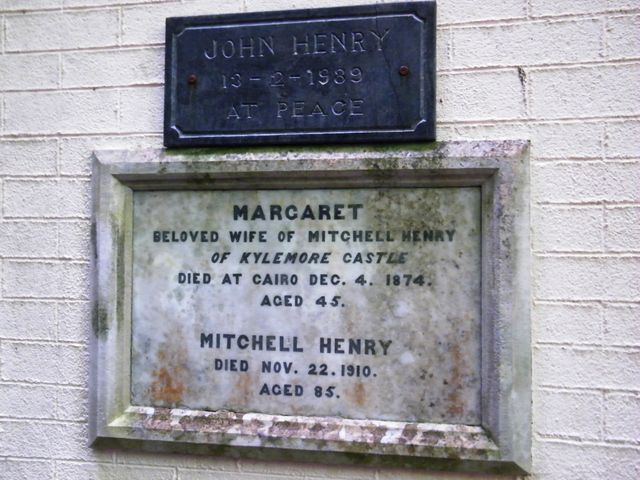 JOHN HENRY
13-2-1989
AT PEACE
MARGARET
BELOVED WIFE OF MITCHELL HENRY
OF KYLEMORE CASTLE
DIED AT CAIRO DEC. 4. 1874.
AGED 45.
MITCHELL HENRY
DIED NOV. 22. 1910.
AGED 85.